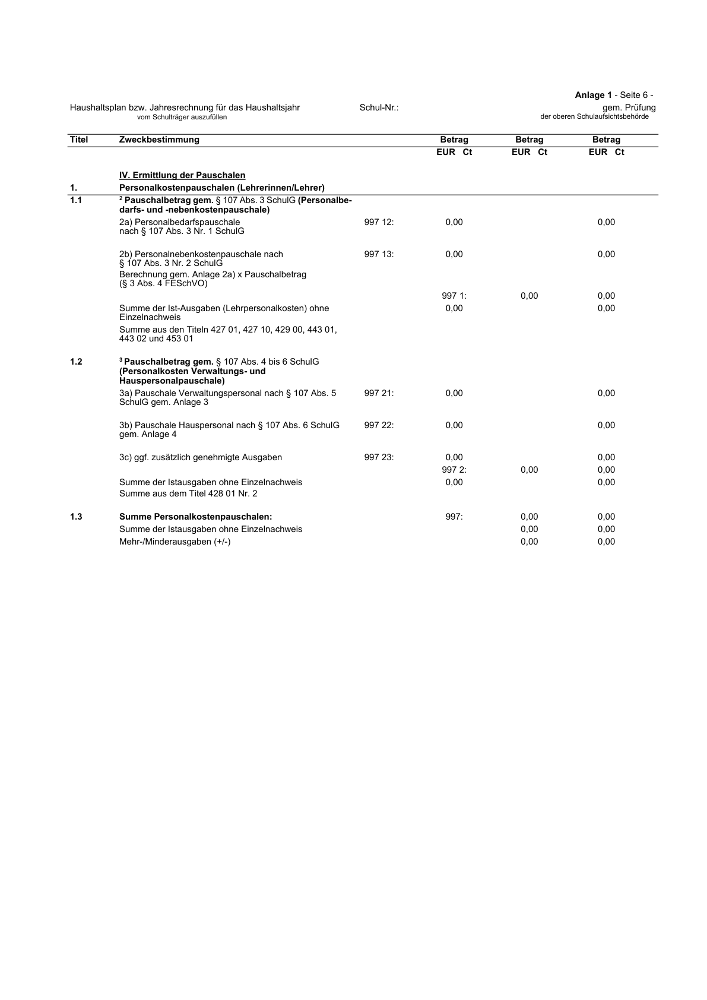 Anlage 1 - Seite 6 -
Haushaltsplan bzw. Jahresrechnung für das Haushaltsjahr Schul-Nr.: gem. Prüfung
vom Schulträger auszufüllen der oberen Schulaufsichtsbehörde
Titel Zweckbestimmung Betrag Betrag Betrag
EUR Ct EUR Ct EUR Ct
IV. Ermittlung der Pauschalen
1. Personalkostenpauschalen (Lehrerinnen/Lehrer)
1.1 ² Pauschalbetrag gem. § 107 Abs. 3 SchulG (Personalbe-
darfs- und -nebenkostenpauschale)
2a) Personalbedarfspauschale 997 12: 0,00 0,00
nach § 107 Abs. 3 Nr. 1 SchulG
2b) Personalnebenkostenpauschale nach 997 13: 0,00 0,00
§ 107 Abs. 3 Nr. 2 SchulG
Berechnung gem. Anlage 2a) x Pauschalbetrag
(§ 3 Abs. 4 FESchVO)
997 1: 0,00 0,00
Summe der Ist-Ausgaben (Lehrpersonalkosten) ohne 0,00 0,00
Einzelnachweis
Summe aus den Titeln 427 01, 427 10, 429 00, 443 01,
443 02 und 453 01
1.2 ³ Pauschalbetrag gem. § 107 Abs. 4 bis 6 SchulG
(Personalkosten Verwaltungs- und
Hauspersonalpauschale)
3a) Pauschale Verwaltungspersonal nach § 107 Abs. 5 997 21: 0,00 0,00
SchulG gem. Anlage 3
3b) Pauschale Hauspersonal nach § 107 Abs. 6 SchulG 997 22: 0,00 0,00
gem. Anlage 4
3c) ggf. zusätzlich genehmigte Ausgaben 997 23: 0,00 0,00
997 2: 0,00 0,00
Summe der Istausgaben ohne Einzelnachweis 0,00 0,00
Summe aus dem Titel 428 01 Nr. 2
1.3 Summe Personalkostenpauschalen: 997: 0,00 0,00
Summe der Istausgaben ohne Einzelnachweis 0,00 0,00
Mehr-/Minderausgaben (+/-) 0,00 0,00